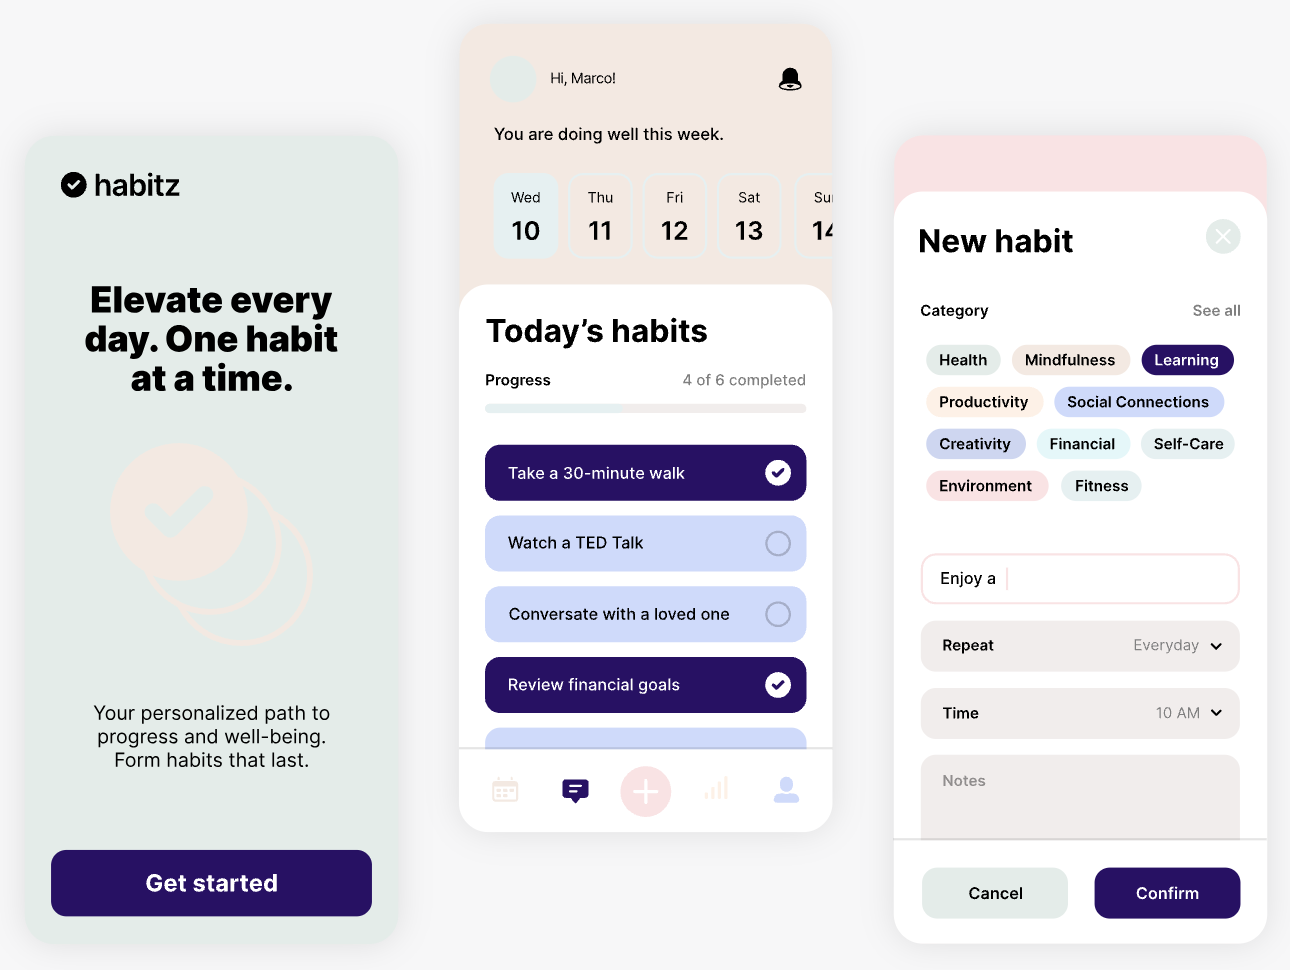 habitz
Elevate every
day. One habit
at a time.
Your personalized path to
progress and well-being.
Form habits that last.
Get started
Hi, Marco!
You are doing well this week.
Wed Thu Fri Sat Sun
10 11 12 13 14
Today’s habits
Progress 4 of 6 completed
Take a 30-minute walk
Watch a TED Talk
Conversate with a loved one
Review financial goals
New habit
Category See all
Health Mindfulness Learning
Productivity Social Connections
Creativity Financial Self-Care
Environment Fitness
Enjoy a
Repeat Everyday
Time 10 AM
Notes
Cancel Confirm